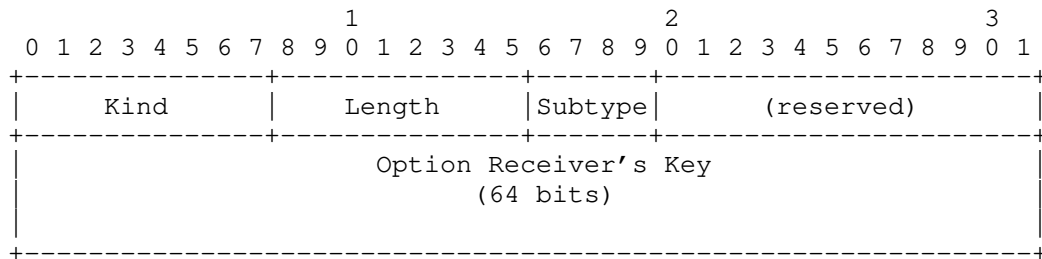 1                   2                   3
 0 1 2 3 4 5 6 7 8 9 0 1 2 3 4 5 6 7 8 9 0 1 2 3 4 5 6 7 8 9 0 1
+---------------+---------------+-------+-----------------------+
|     Kind      |    Length     |Subtype|      (reserved)       |
+---------------+---------------+-------+-----------------------+
|                      Option Receiver's Key                    |
|                            (64 bits)                          |
|                                                               |
+---------------------------------------------------------------+